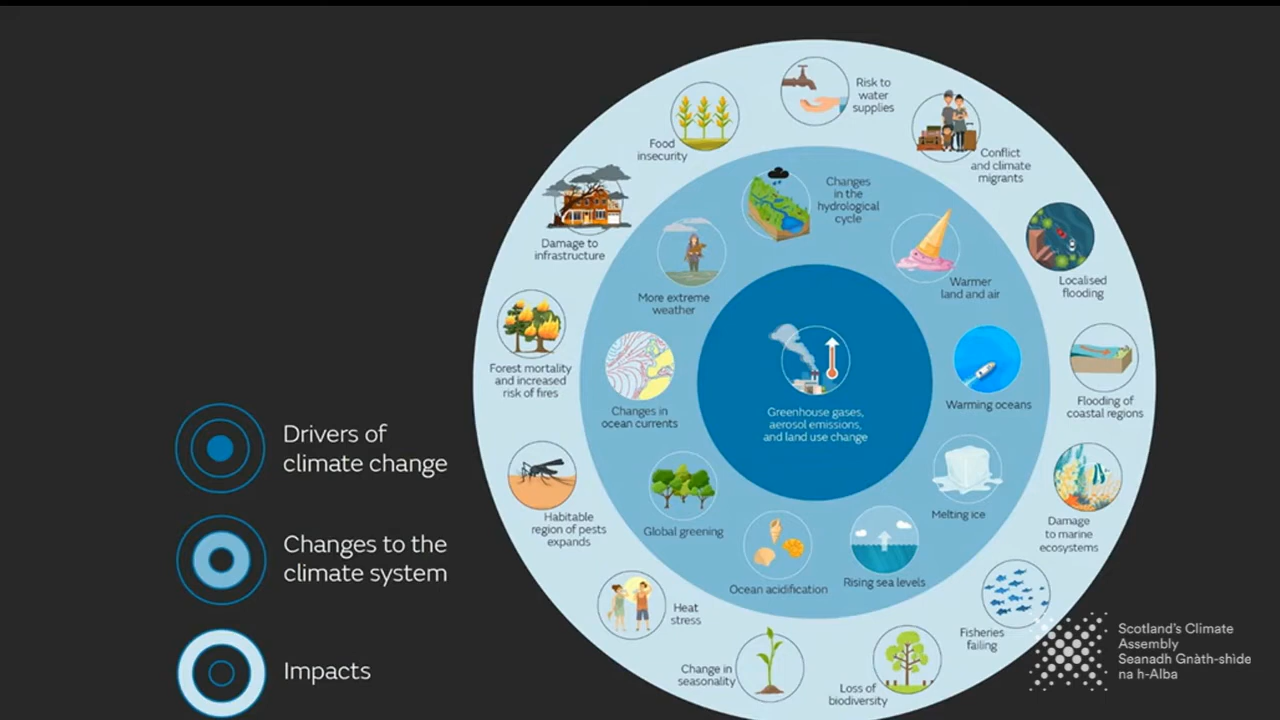 Risk to
water
supplies
Food
insecurity
Conflict
and climate
migrants
Changes
in the
hydrological
cycle
Damage to
infrastructure
Warmer
land and air
Localised
flooding
More extreme
weather
Forest mortality
and increased
risk of fires
Changes in
ocean currents
Greenhouse gases,
aerosol emissions,
and land use change
Warming oceans
Flooding of
coastal regions
Drivers of
climate change
Habitable
region of pests
expands
Global greening
Melting ice
Damage
to marine
ecosystems
Changes to the
climate system
Ocean acidification
Rising sea levels
Heat
stress
Fisheries
failing
Scotland's Climate
Assembly
Seanadh Gnàth-shìde
na h-Alba
Impacts
Change in
seasonality
Loss of
biodiversity